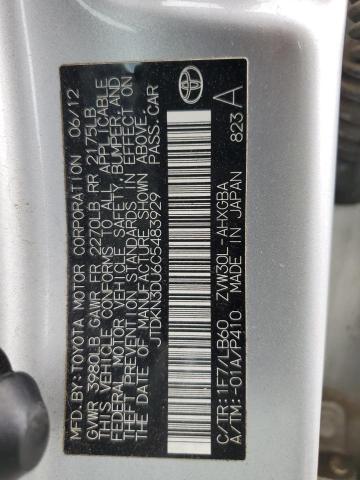 MFD.BY:TOYOTA MOTOR CORPORATION 06/12
GVWR 3980LB GAWR FR 2270LB RR 2175LB
THIS VEHICLE CONFORMS TO ALL APPLICABLE
FEDERAL MOTOR VEHICLE SAFETY, BUMPER, AND
THEFT PREVENTION STANDARDS IN EFFECT ON
THE DATE OF MANUFACTURE SHOWN ABOVE.
JTDKN3DU6C5483929 PASS.CAR
C/TR:1F7/LB60 ZVW30L-AHXGBA
A/TM:-01A/P410 MADE IN JAPAN 823
A